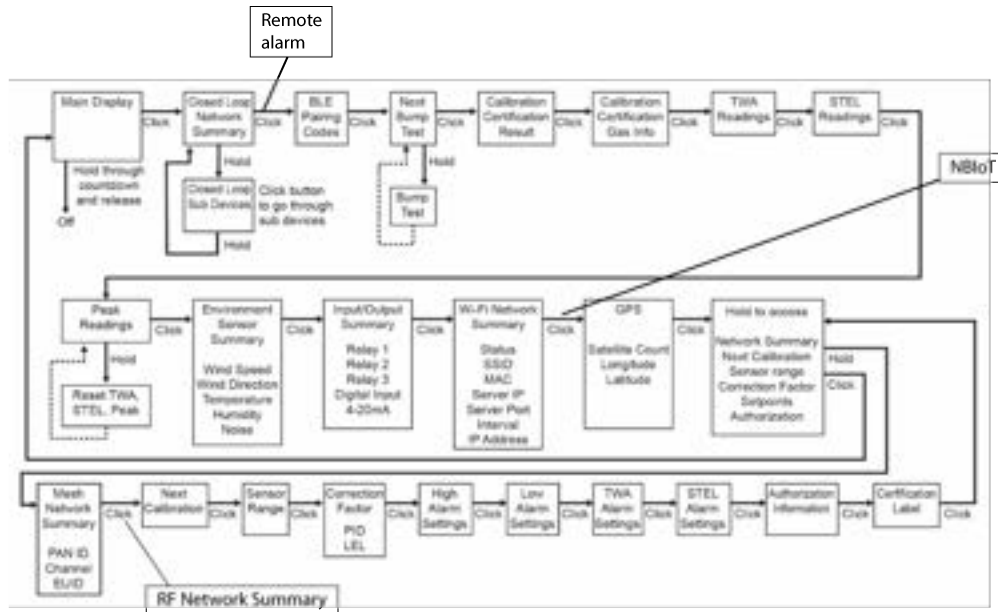 Remote
alarm
Main Display
Click
Closed Loop
Network
Summary
Click
BLE
Pairing
Codes
Click
Next
Bump
Test
Click
Calibration
Certification
Result
Click
Calibration
Certification
Gas Info
Click
TWA
Readings
Click
STEL
Readings
Click
Hold through
countdown
and release
Off
Hold
Closed Loop
Sub Devices
Click button
to go through
sub devices
Hold
Hold
Bump
Test
NBIoT
Peak
Readings
Click
Hold
Reset TWA,
STEL, Peak
Environment
Sensor
Summary
Wind Speed
Wind Direction
Temperature
Humidity
Noise
Click
Input/Output
Summary
Relay 1
Relay 2
Relay 3
Digital Input
4-20mA
Click
Wi-Fi Network
Summary
Status
SSID
MAC
Server IP
Server Port
Interval
IP Address
Click
GPS
Satellite Count
Longitude
Latitude
Click
Hold to access
Network Summary
Next Calibration
Sensor range
Correction Factor
Setpoints
Authorization
Hold
Click
Mesh
Network
Summary
PAN ID
Channel
EUID
Click
Next
Calibration
Click
Sensor
Range
Click
Correction
Factor
PID
LEL
Click
High
Alarm
Settings
Click
Low
Alarm
Settings
Click
TWA
Alarm
Settings
Click
STEL
Alarm
Settings
Click
Authorization
Information
Click
Certification
Label
Click
RF Network Summary